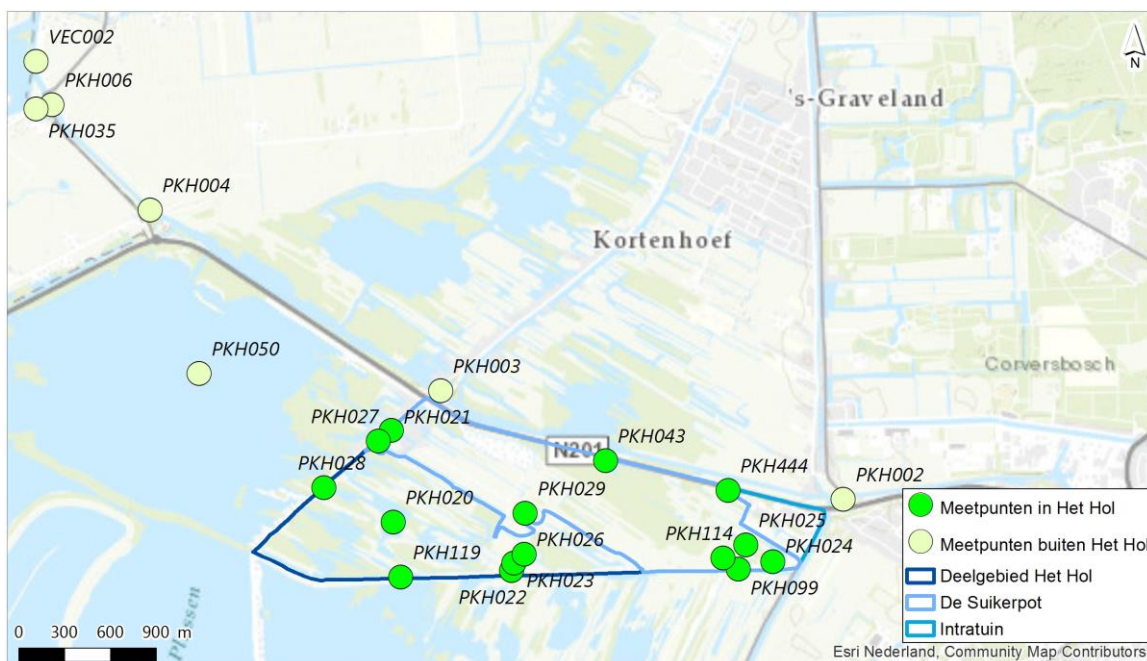 VEC002
PKH006
PKH035
PKH004
N
's-Graveland
Kortenhoef
Corversbosch
PKH050
PKH003
PKH027
PKH021
PKH043
N201
PKH028
PKH444
PKH002
PKH020
PKH029
PKH025
PKH114
PKH024
PKH119
PKH026
PKH023
PKH022
PKH099
Plassen
0 300 600 900 m
Meetpunten in Het Hol
Meetpunten buiten Het Hol
Deelgebied Het Hol
De Suikerpot
Intratuin
Esri Nederland, Community Map Contributors